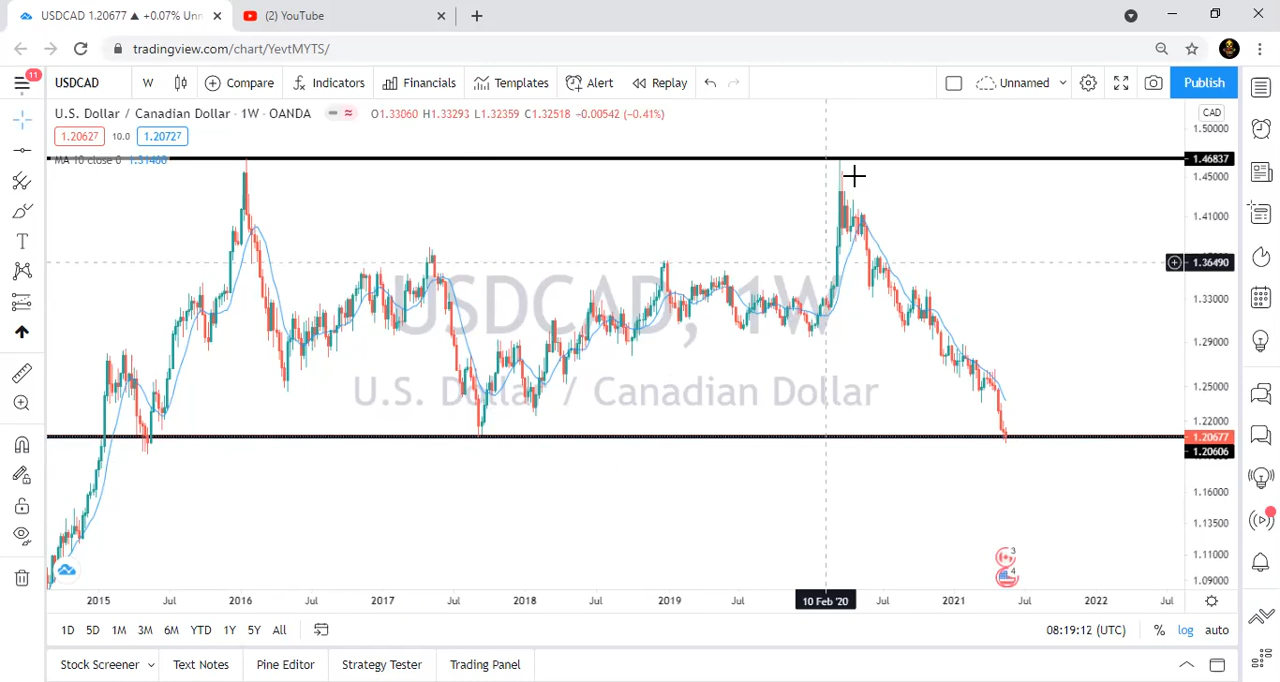 USDCAD 1.20677 ▲ +0.07% Unn
(2) YouTube
tradingview.com/chart/YevtMYTS/
11
USDCAD
W
Compare
Indicators
Financials
Templates
Alert
Replay
Unnamed
Publish
U.S. Dollar / Canadian Dollar · 1W · OANDA
O1.33060 H1.33293 L1.32359 C1.32518 −0.00542 (−0.41%)
CAD
1.20627 10.0 1.20727
MA 10 close 0 1.31400
USDCAD, 1W
U.S. Dollar / Canadian Dollar
1.50000
1.46837
1.45000
1.41000
1.36490
1.33000
1.29000
1.25000
1.22000
1.20677
1.20606
1.16000
1.13500
1.11000
1.09000
3
4
2015 Jul 2016 Jul 2017 Jul 2018 Jul 2019 Jul 10 Feb '20 Jul 2021 Jul 2022 Jul
1D 5D 1M 3M 6M YTD 1Y 5Y All
08:19:12 (UTC) % log auto
Stock Screener Text Notes Pine Editor Strategy Tester Trading Panel